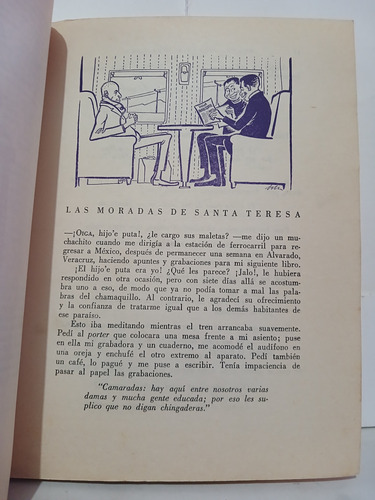 LAS MORADAS DE SANTA TERESA
—¡OIGA, hijo'e puta!, ¿le cargo sus maletas? —me dijo un mu-
chachito cuando me dirigía a la estación de ferrocarril para re-
gresar a México, después de permanecer una semana en Alvarado,
Veracruz, haciendo apuntes y grabaciones para mi siguiente libro.
¡El hijo'e puta era yo! ¿Qué les parece? ¡Jalo!, le hubiera
respondido en otra ocasión, pero con siete días allá se acostum-
bra uno a eso, de modo que ya no podía tomar a mal las pala-
bras del chamaquillo. Al contrario, le agradecí su ofrecimiento
y la confianza de tratarme igual que a los demás habitantes de
ese paraíso.
Esto iba meditando mientras el tren arrancaba suavemente.
Pedí al porter que colocara una mesa frente a mi asiento; puse
en ella mi grabadora y un cuaderno, me acomodé el audífono en
una oreja y enchufé el otro extremo al aparato. Pedí también
un café, lo pagué y me puse a escribir. Tenía impaciencia de
pasar al papel las grabaciones.
"Camaradas: hay aquí entre nosotros varias
damas y mucha gente educada; por eso les su-
plico que no digan chingaderas."